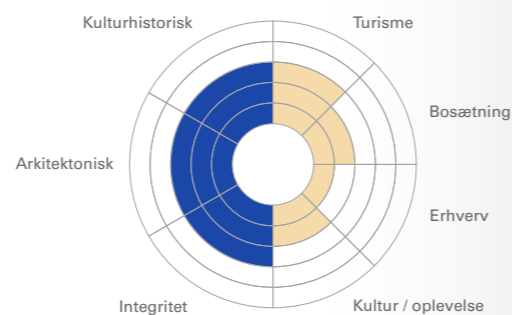 Kulturhistorisk
Turisme
Bosætning
Arkitektonisk
Erhverv
Integritet
Kultur / oplevelse